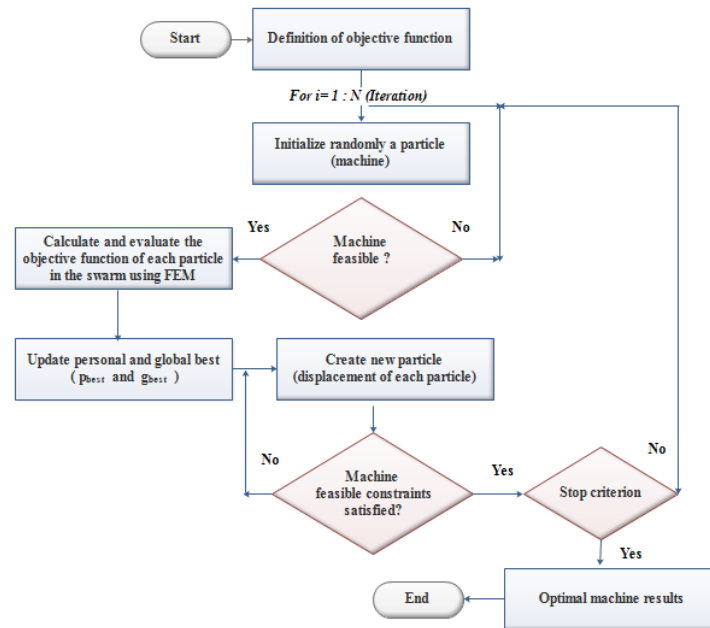 Start
Definition of objective function
For i= 1 : N (Iteration)
Initialize randomly a particle
(machine)
Yes
No
Machine
feasible ?
Calculate and evaluate the
objective function of each particle
in the swarm using FEM
Update personal and global best
( pbest and gbest )
Create new particle
(displacement of each particle)
No
Machine
feasible constraints
satisfied?
Yes
No
Stop criterion
Yes
End
Optimal machine results